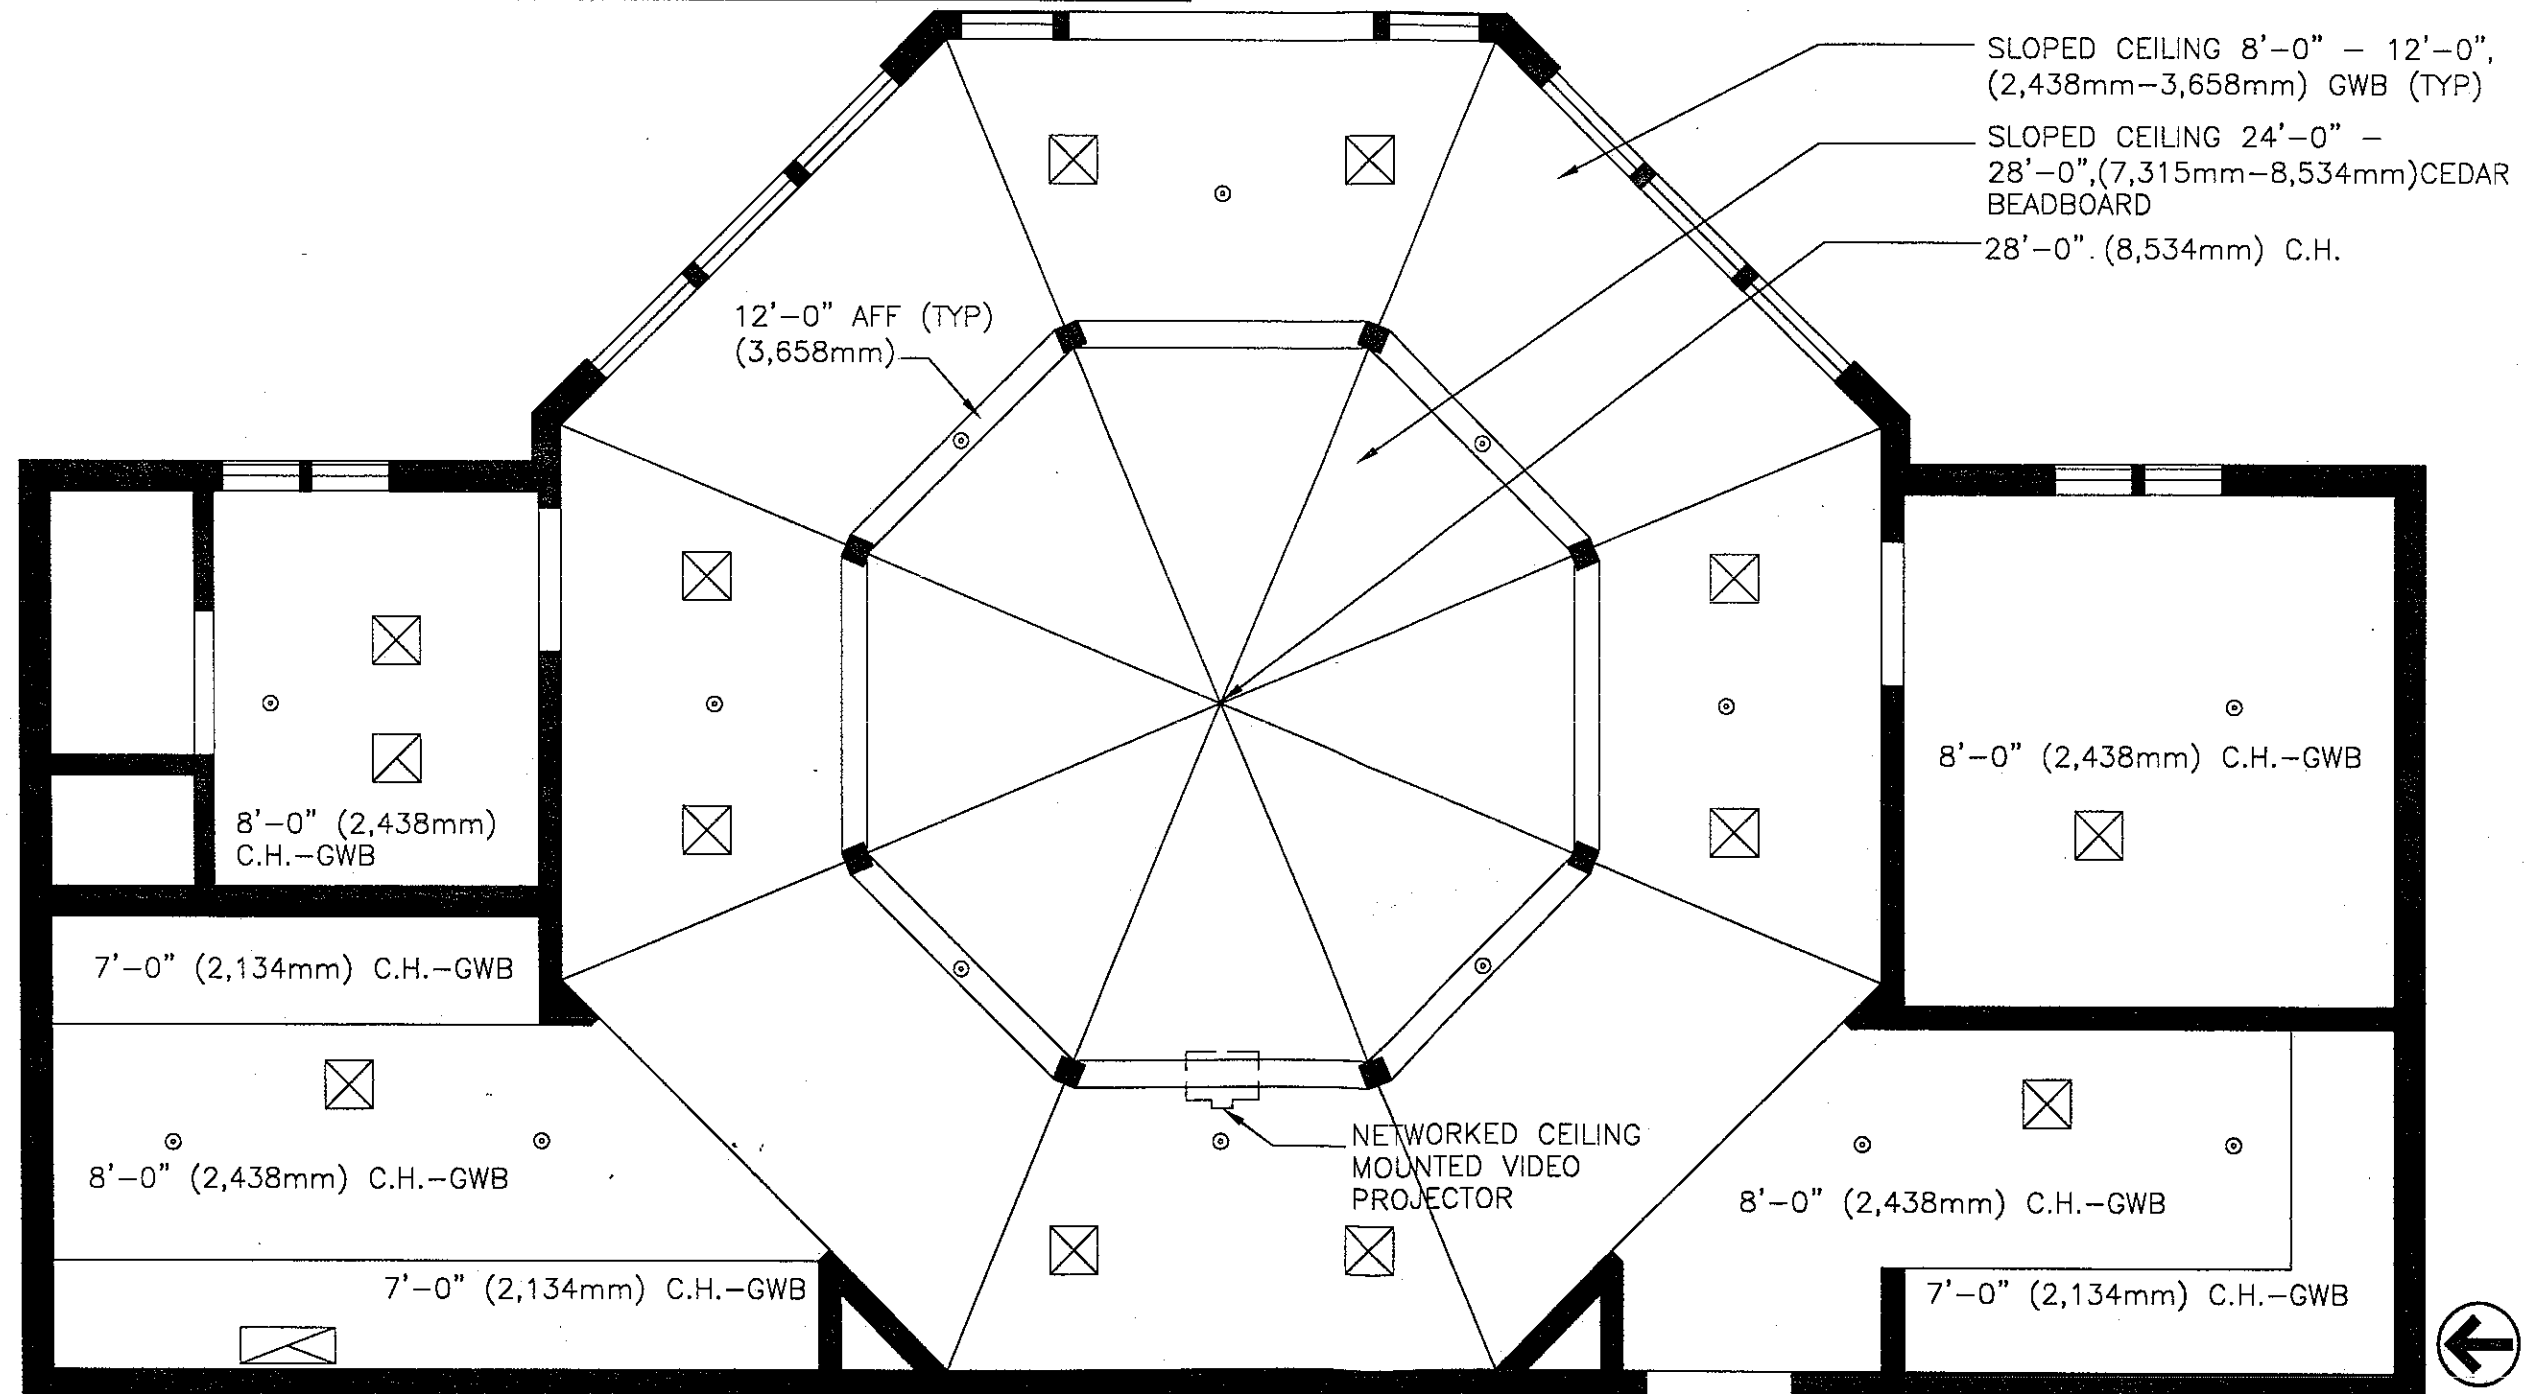 SLOPED CEILING 8'-0" - 12'-0",
(2,438mm-3,658mm) GWB (TYP)
SLOPED CEILING 24'-0" -
28'-0",(7,315mm-8,534mm)CEDAR
BEADBOARD
28'-0".(8,534mm) C.H.
12'-0" AFF (TYP)
(3,658mm)
8'-0" (2,438mm) C.H.-GWB
8'-0" (2,438mm)
C.H.-GWB
7'-0" (2,134mm) C.H.-GWB
NETWORKED CEILING
MOUNTED VIDEO
PROJECTOR
8'-0" (2,438mm) C.H.-GWB
8'-0" (2,438mm) C.H.-GWB
7'-0" (2,134mm) C.H.-GWB
7'-0" (2,134mm) C.H.-GWB